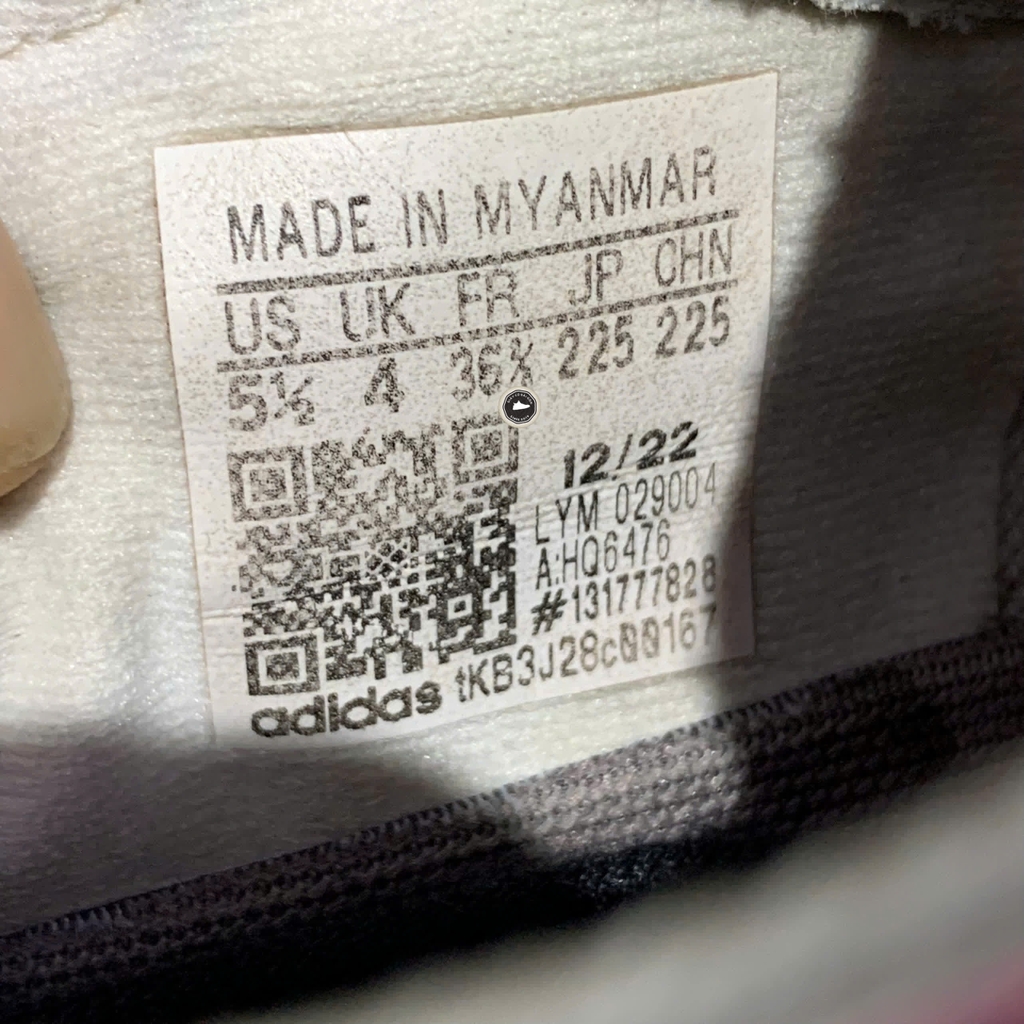 MADE IN MYANMAR
US UK FR JP CHN
5½ 4 36⅔ 225 225
12/22
LYM 029004
A:HQ6476
#131777828
adidas